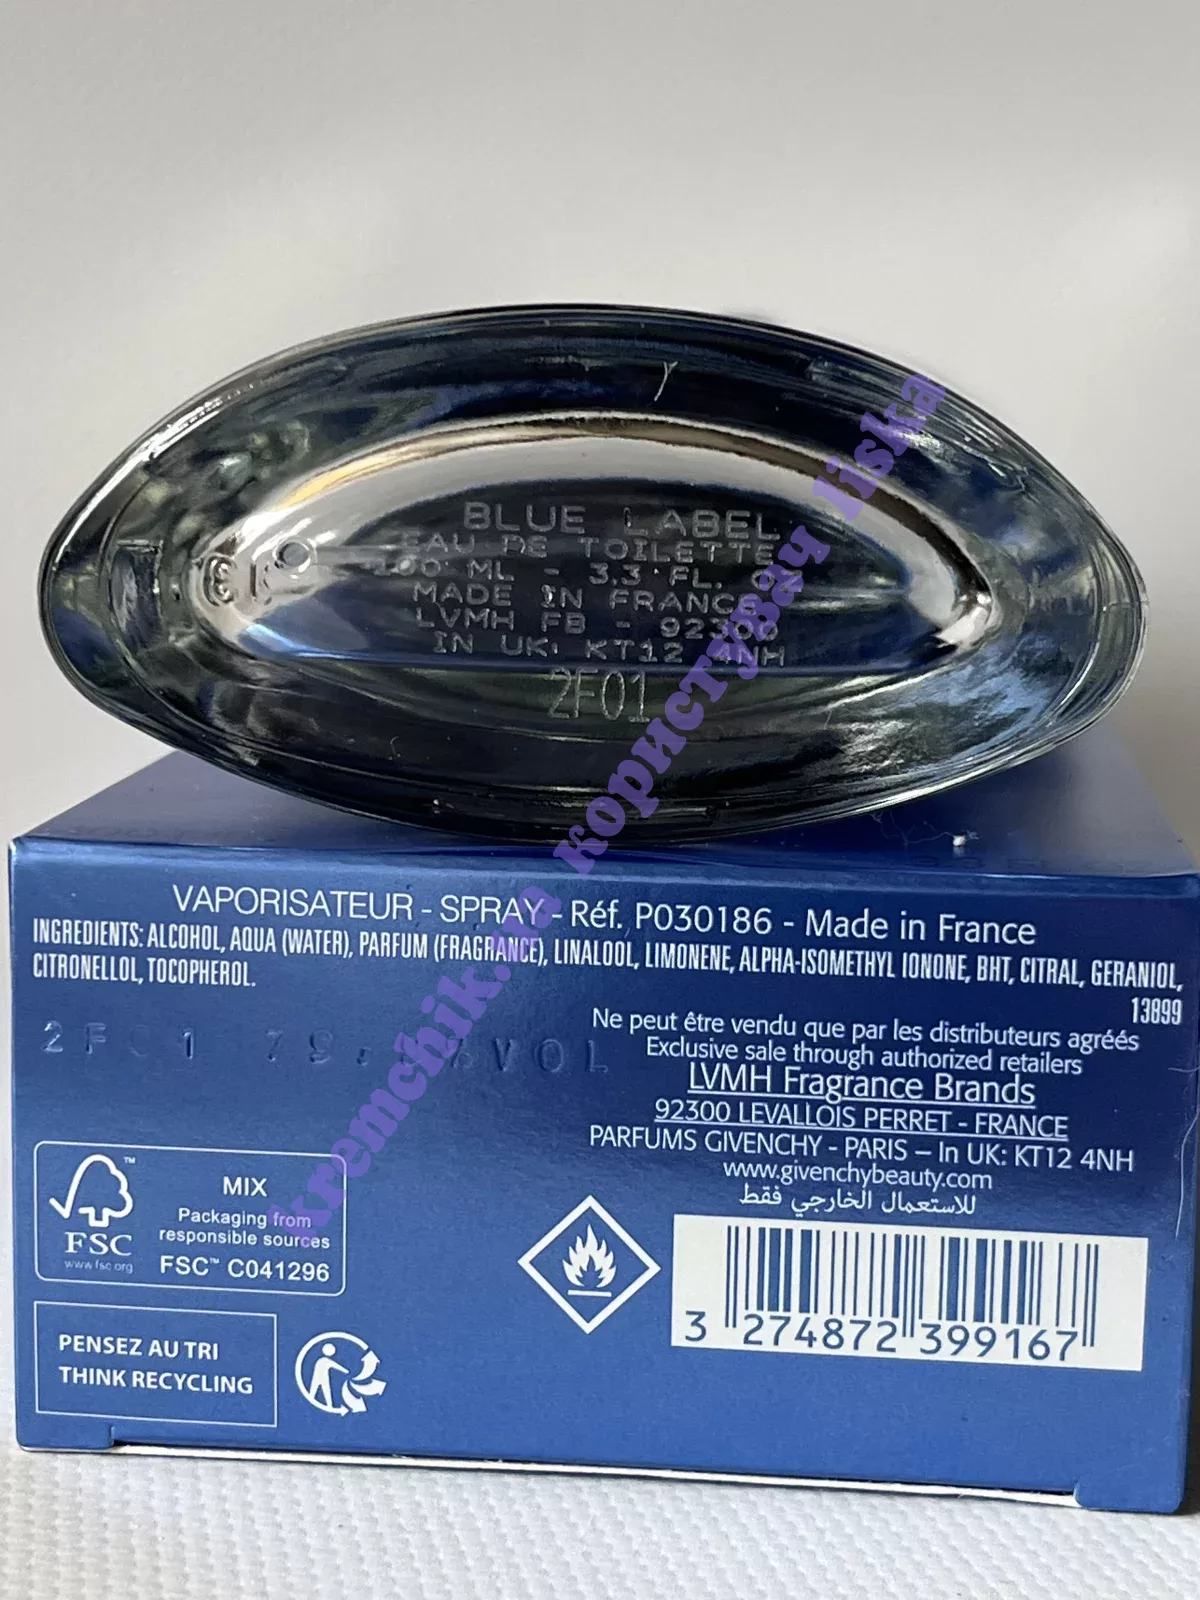 BLUE LABEL
EAU DE TOILETTE
100 ML - 3.3 FL. OZ
MADE IN FRANCE
LVMH FB - 92300
IN UK: KT12 4NH
2F01
kremchik.ua користувач liska
VAPORISATEUR - SPRAY - Réf. P030186 - Made in France
INGREDIENTS: ALCOHOL, AQUA (WATER), PARFUM (FRAGRANCE), LINALOOL, LIMONENE, ALPHA-ISOMETHYL IONONE, BHT, CITRAL, GERANIOL,
CITRONELLOL, TOCOPHEROL.
13899
2F01 VOL
Ne peut être vendu que par les distributeurs agréés
Exclusive sale through authorized retailers
LVMH Fragrance Brands
92300 LEVALLOIS PERRET - FRANCE
PARFUMS GIVENCHY - PARIS – In UK: KT12 4NH
www.givenchybeauty.com
للاستعمال الخارجي فقط
FSC
www.fsc.org
MIX
Packaging from
responsible sources
FSC™ C041296
PENSEZ AU TRI
THINK RECYCLING
3 274872 399167